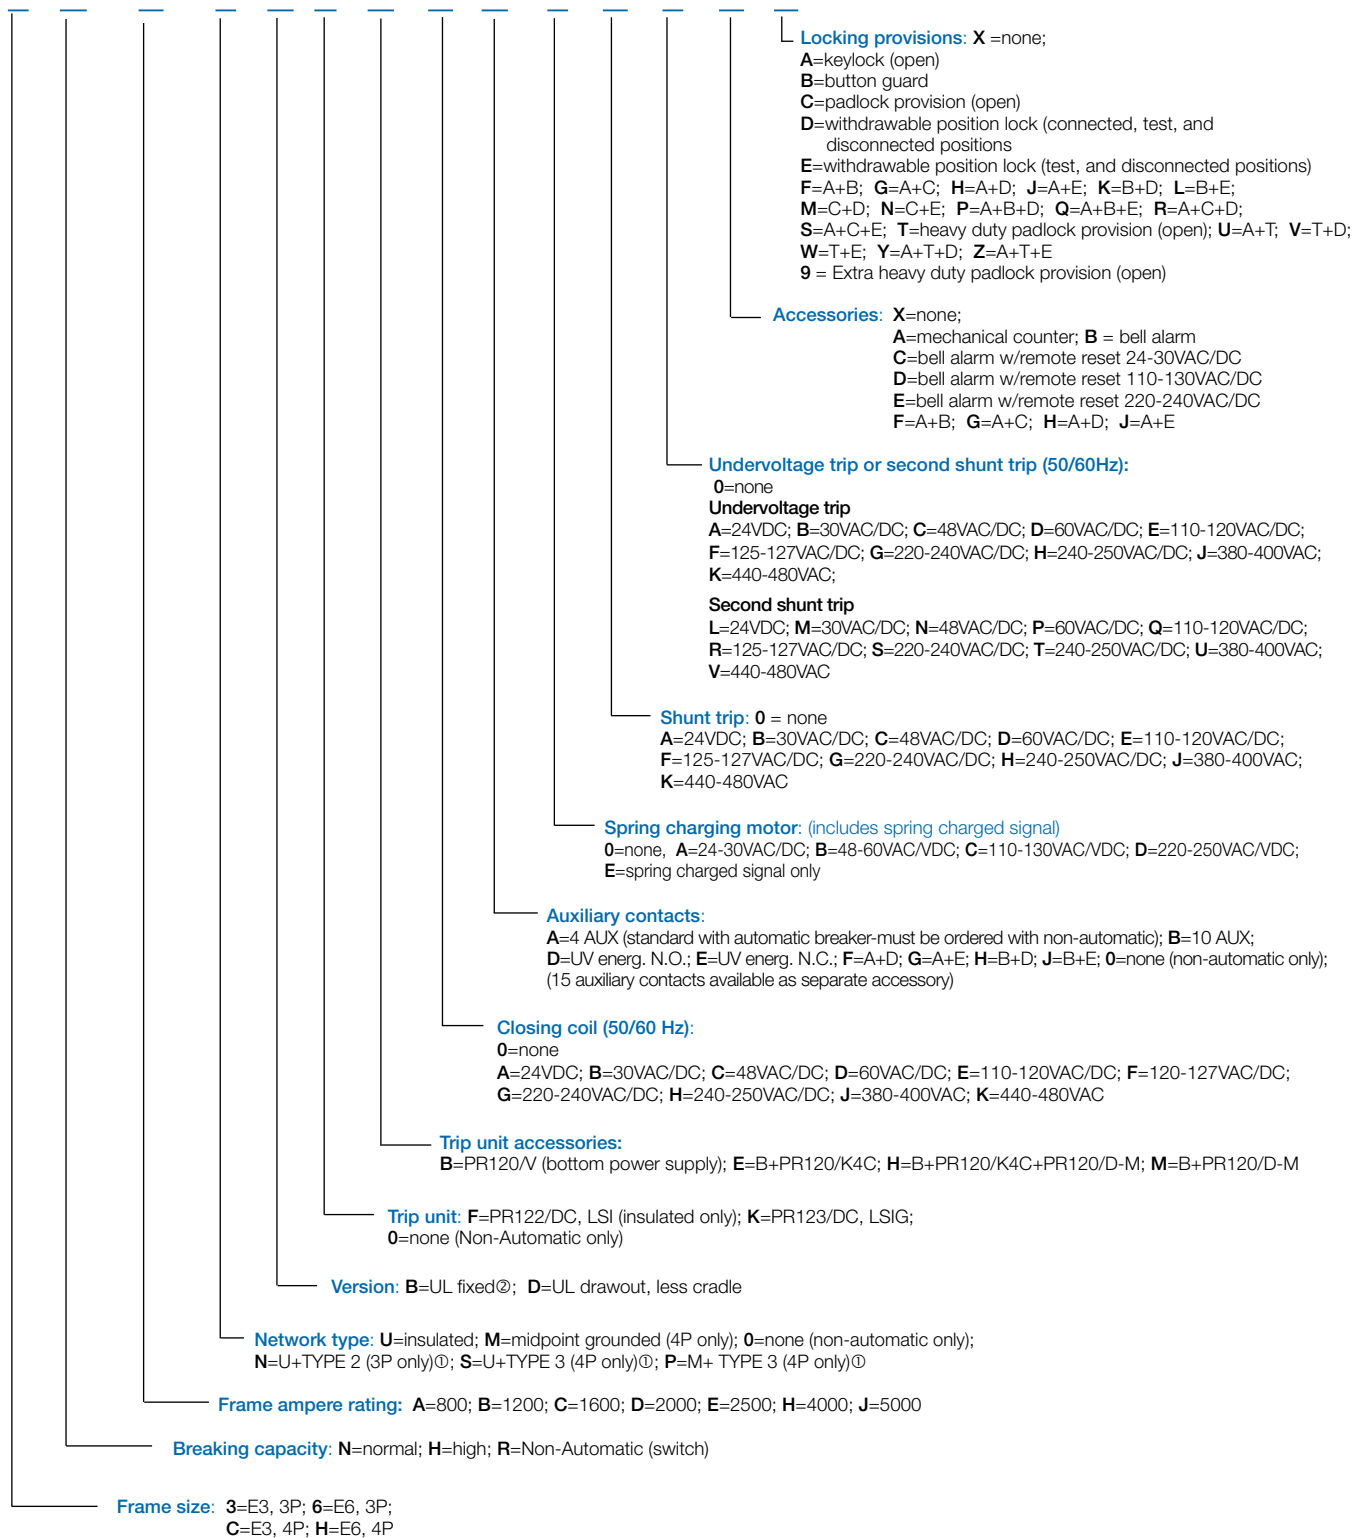 Locking provisions: X =none;
A=keylock (open)
B=button guard
C=padlock provision (open)
D=withdrawable position lock (connected, test, and
disconnected positions
E=withdrawable position lock (test, and disconnected positions)
F=A+B; G=A+C; H=A+D; J=A+E; K=B+D; L=B+E;
M=C+D; N=C+E; P=A+B+D; Q=A+B+E; R=A+C+D;
S=A+C+E; T=heavy duty padlock provision (open); U=A+T; V=T+D;
W=T+E; Y=A+T+D; Z=A+T+E
9 = Extra heavy duty padlock provision (open)
Accessories: X=none;
A=mechanical counter; B = bell alarm
C=bell alarm w/remote reset 24-30VAC/DC
D=bell alarm w/remote reset 110-130VAC/DC
E=bell alarm w/remote reset 220-240VAC/DC
F=A+B; G=A+C; H=A+D; J=A+E
Undervoltage trip or second shunt trip (50/60Hz):
0=none
Undervoltage trip
A=24VDC; B=30VAC/DC; C=48VAC/DC; D=60VAC/DC; E=110-120VAC/DC;
F=125-127VAC/DC; G=220-240VAC/DC; H=240-250VAC/DC; J=380-400VAC;
K=440-480VAC;
Second shunt trip
L=24VDC; M=30VAC/DC; N=48VAC/DC; P=60VAC/DC; Q=110-120VAC/DC;
R=125-127VAC/DC; S=220-240VAC/DC; T=240-250VAC/DC; U=380-400VAC;
V=440-480VAC
Shunt trip: 0 = none
A=24VDC; B=30VAC/DC; C=48VAC/DC; D=60VAC/DC; E=110-120VAC/DC;
F=125-127VAC/DC; G=220-240VAC/DC; H=240-250VAC/DC; J=380-400VAC;
K=440-480VAC
Spring charging motor: (includes spring charged signal)
0=none, A=24-30VAC/DC; B=48-60VAC/VDC; C=110-130VAC/VDC; D=220-250VAC/VDC;
E=spring charged signal only
Auxiliary contacts:
A=4 AUX (standard with automatic breaker-must be ordered with non-automatic); B=10 AUX;
D=UV energ. N.O.; E=UV energ. N.C.; F=A+D; G=A+E; H=B+D; J=B+E; 0=none (non-automatic only);
(15 auxiliary contacts available as separate accessory)
Closing coil (50/60 Hz):
0=none
A=24VDC; B=30VAC/DC; C=48VAC/DC; D=60VAC/DC; E=110-120VAC/DC; F=120-127VAC/DC;
G=220-240VAC/DC; H=240-250VAC/DC; J=380-400VAC; K=440-480VAC
Trip unit accessories:
B=PR120/V (bottom power supply); E=B+PR120/K4C; H=B+PR120/K4C+PR120/D-M; M=B+PR120/D-M
Trip unit: F=PR122/DC, LSI (insulated only); K=PR123/DC, LSIG;
0=none (Non-Automatic only)
Version: B=UL fixed②; D=UL drawout, less cradle
Network type: U=insulated; M=midpoint grounded (4P only); 0=none (non-automatic only);
N=U+TYPE 2 (3P only)①; S=U+TYPE 3 (4P only)①; P=M+ TYPE 3 (4P only)①
Frame ampere rating: A=800; B=1200; C=1600; D=2000; E=2500; H=4000; J=5000
Breaking capacity: N=normal; H=high; R=Non-Automatic (switch)
Frame size: 3=E3, 3P; 6=E6, 3P;
C=E3, 4P; H=E6, 4P